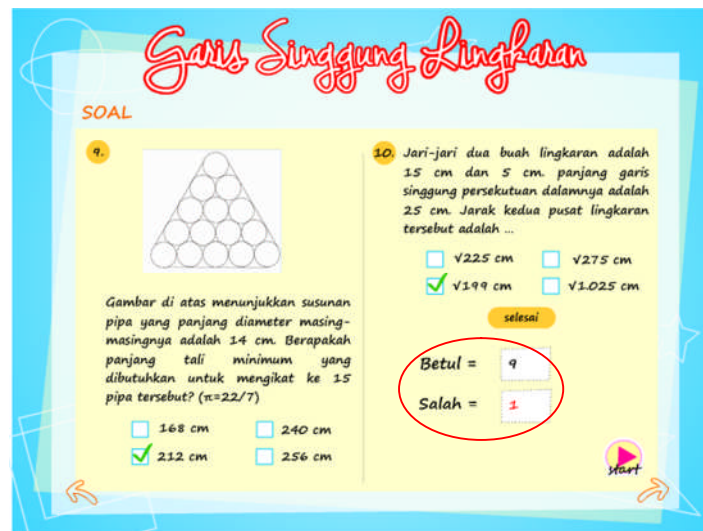 Garis Singgung Lingkaran
SOAL
9.
Gambar di atas menunjukkan susunan
pipa yang panjang diameter masing-
masingnya adalah 14 cm. Berapakah
panjang tali minimum yang
dibutuhkan untuk mengikat ke 15
pipa tersebut? (π=22/7)
168 cm
240 cm
212 cm
256 cm
10. Jari-jari dua buah lingkaran adalah
15 cm dan 5 cm. panjang garis
singgung persekutuan dalamnya adalah
25 cm. Jarak kedua pusat lingkaran
tersebut adalah ...
√225 cm
√275 cm
√199 cm
√1.025 cm
selesai
Betul = 9
Salah = 1
start